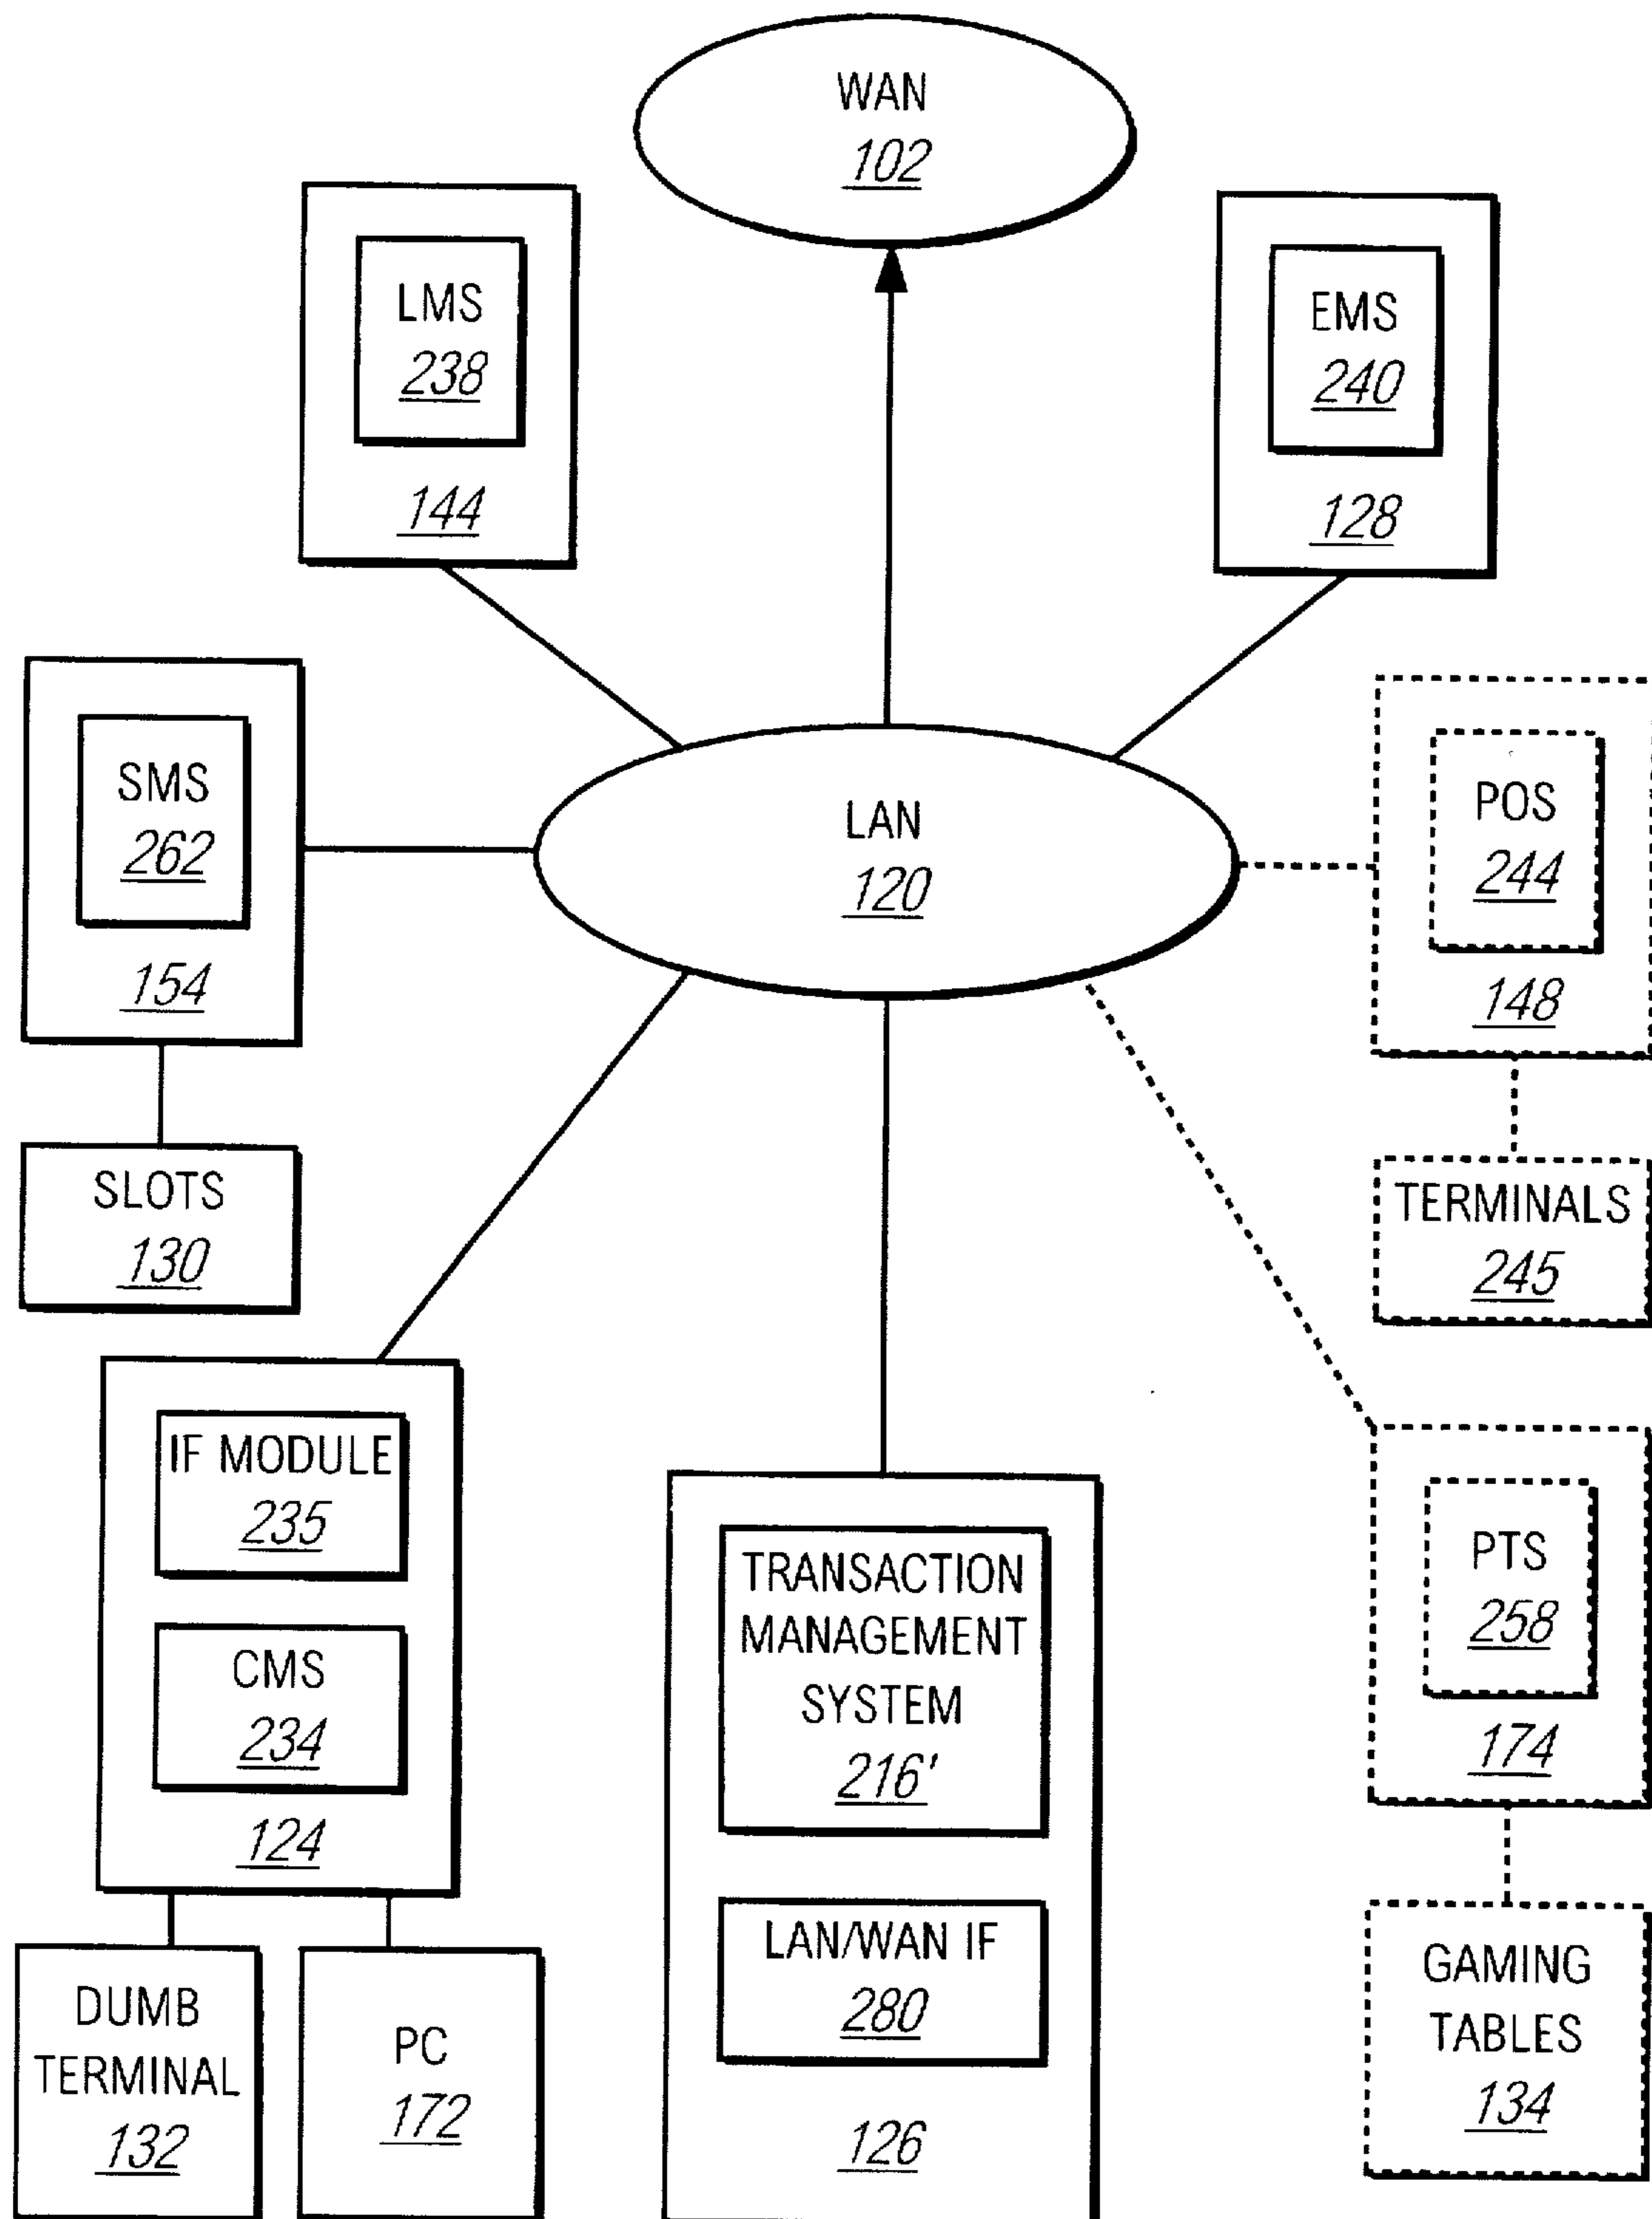 WAN
102
LMS
238
144
EMS
240
128
SMS
262
154
LAN
120
POS
244
148
SLOTS
130
TERMINALS
245
IF MODULE
235
CMS
234
124
TRANSACTION
MANAGEMENT
SYSTEM
216'
LAN/WAN IF
280
126
PTS
258
174
DUMB
TERMINAL
132
PC
172
GAMING
TABLES
134